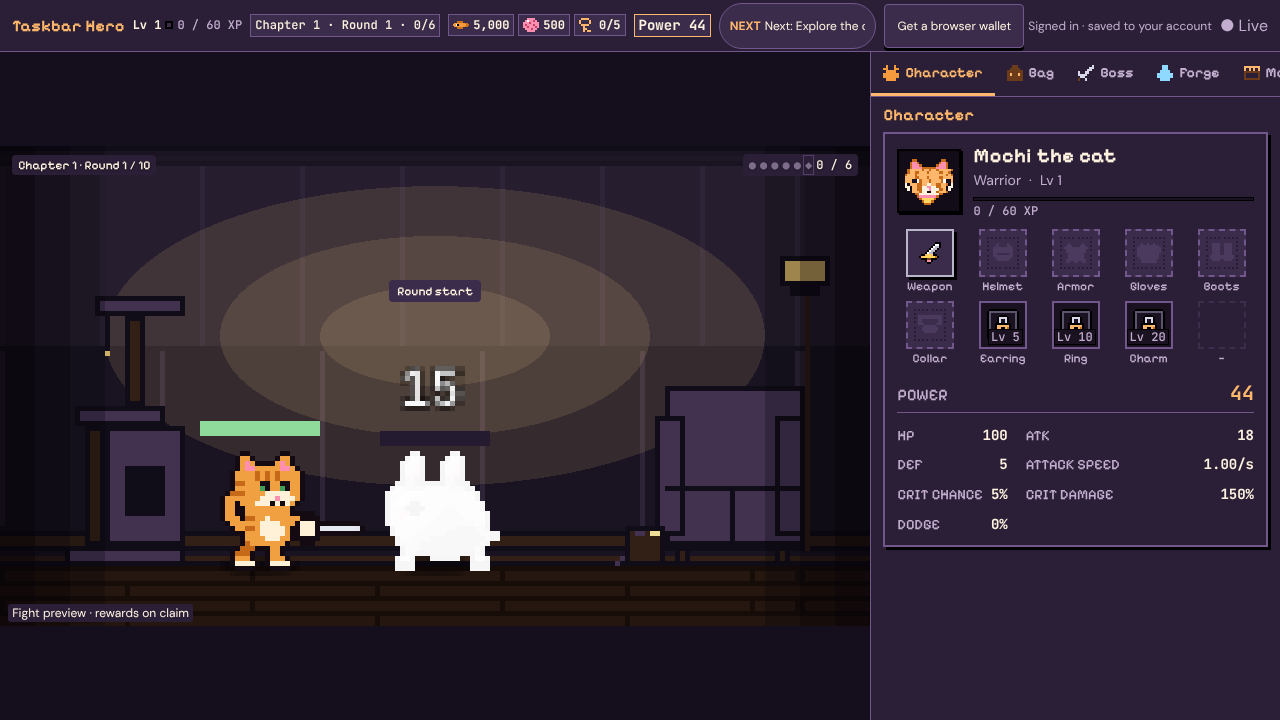 Taskbar Hero Lv 1 0 / 60 XP Chapter 1 · Round 1 · 0/6 5,000 500 0/5 Power 44 NEXT Next: Explore the Get a browser wallet Signed in · saved to your account Live
Character Bag Boss Forge
Character
Chapter 1 · Round 1 / 10
0 / 6
Mochi the cat
Warrior · Lv 1
0 / 60 XP
Round start
Weapon Helmet Armor Gloves Boots
Lv 5 Lv 10 Lv 20
Collar Earring Ring Charm -
15
POWER 44
HP 100 ATK 18
DEF 5 ATTACK SPEED 1.00/s
CRIT CHANCE 5% CRIT DAMAGE 150%
DODGE 0%
Fight preview · rewards on claim